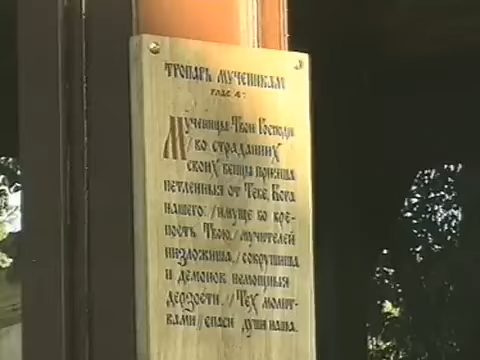 ТРОПАРЬ МУЧЕНИКАМ
ГЛАС 4:
Мученицы Твои Господи
/ во страданиих
своих венцы прияша
нетленныя от Тебе, Бога
нашего: / имуще бо кре-
пость Твою, / мучителей
низложиша, / сокрушиша
и демонов немощныя
дерзости. // Тех молит-
вами / спаси души наша.